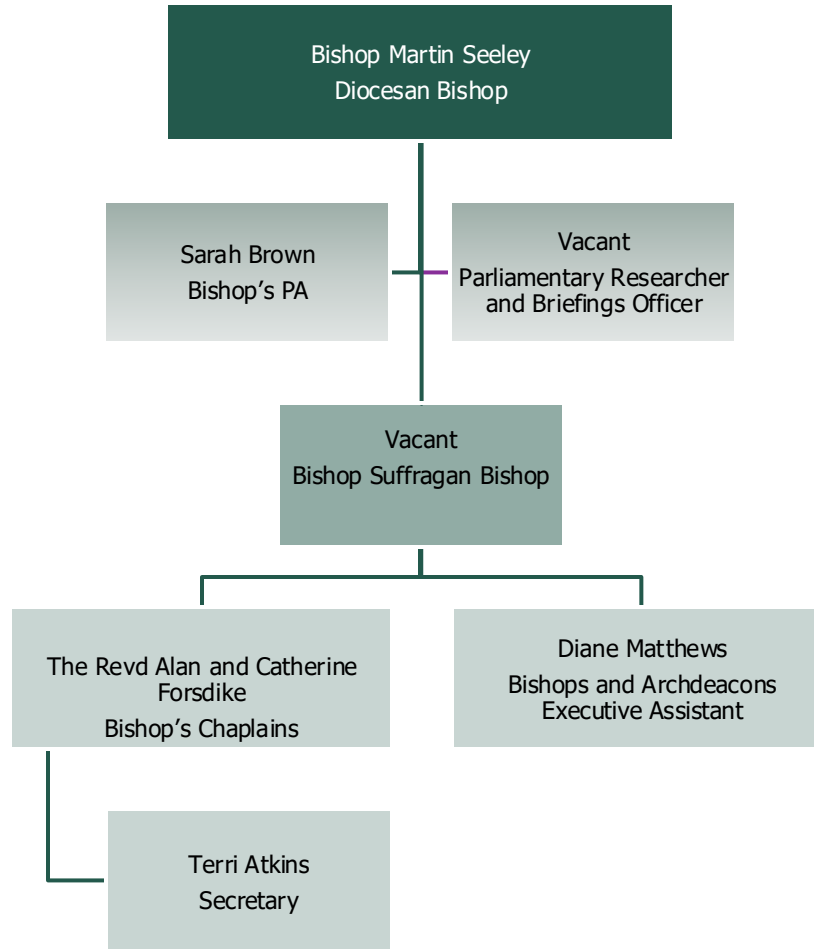 Bishop Martin Seeley
Diocesan Bishop
Sarah Brown
Bishop’s PA
Vacant
Parliamentary Researcher
and Briefings Officer
Vacant
Bishop Suffragan Bishop
The Revd Alan and Catherine
Forsdike
Bishop’s Chaplains
Diane Matthews
Bishops and Archdeacons
Executive Assistant
Terri Atkins
Secretary